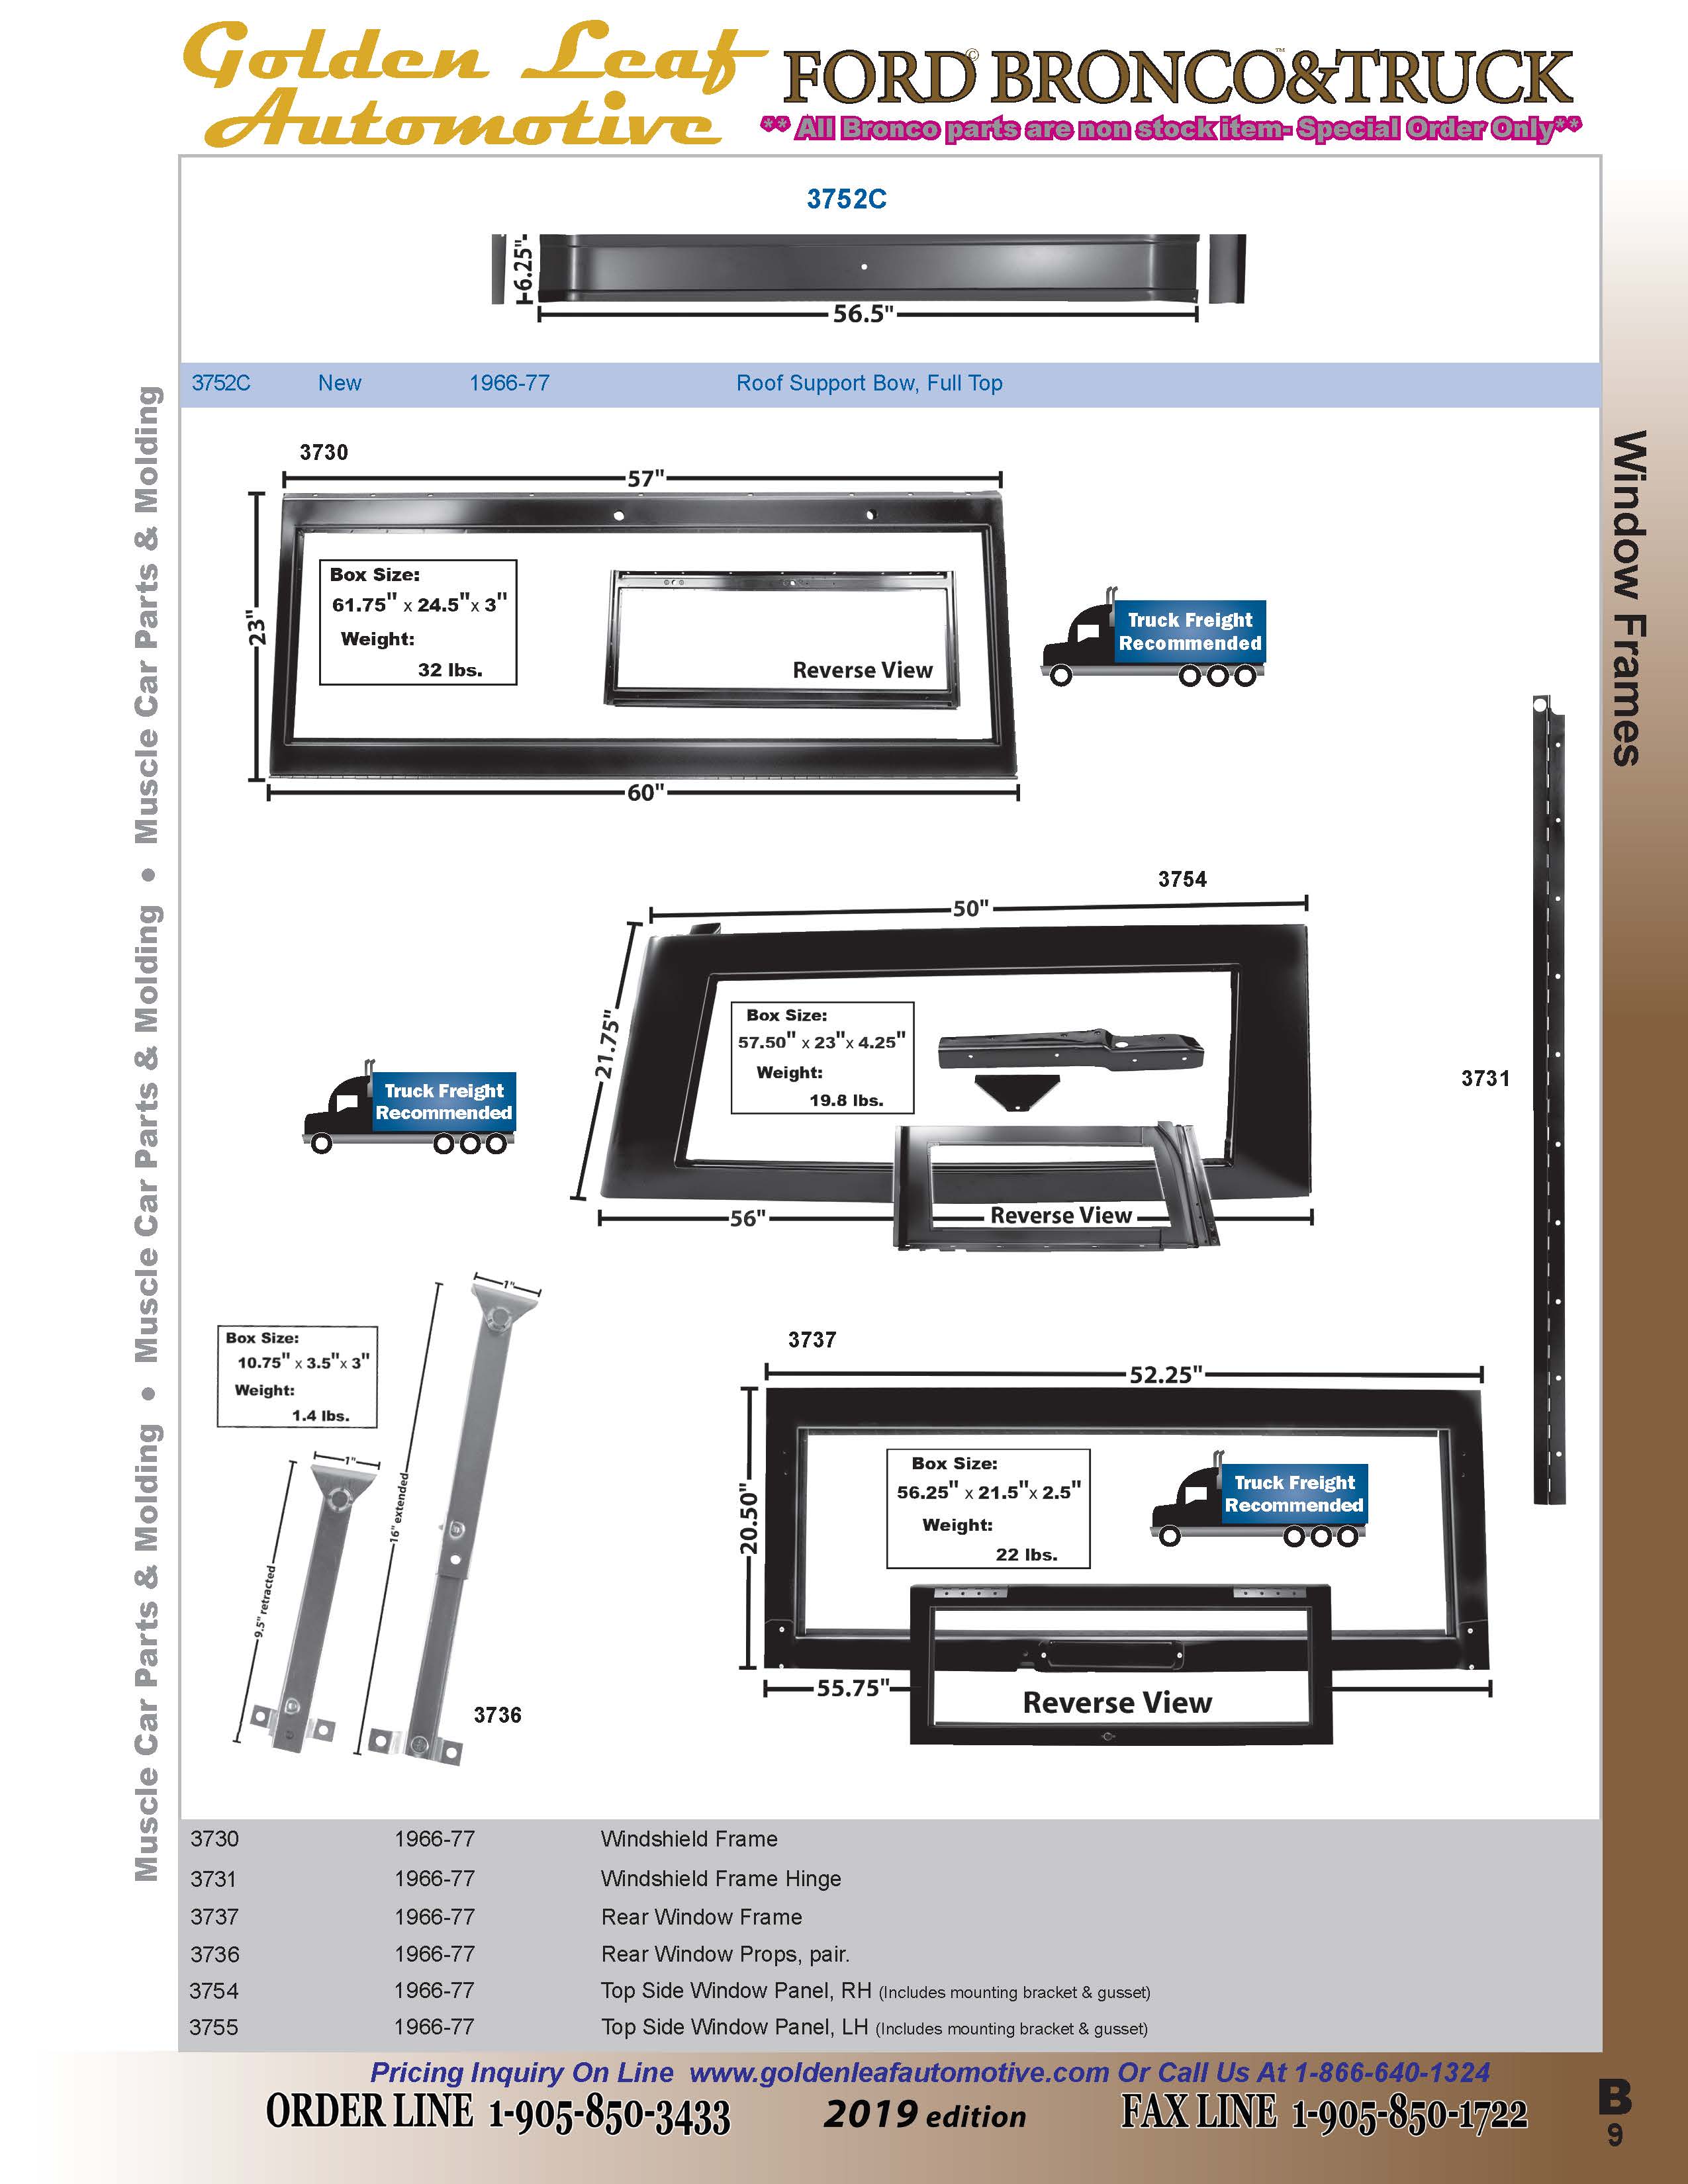 Golden Leaf
Automotive
FORD© BRONCO™&TRUCK
** All Bronco parts are non stock item- Special Order Only**
3752C
6.25"
56.5"
3752C New 1966-77 Roof Support Bow, Full Top
3730
57"
23"
Box Size:
61.75" x 24.5"x 3"
Weight:
32 lbs.
Reverse View
Truck Freight
Recommended
60"
3754
50"
21.75"
Box Size:
57.50" x 23"x 4.25"
Weight:
19.8 lbs.
3731
Truck Freight
Recommended
56"
Reverse View
Box Size:
10.75" x 3.5"x 3"
Weight:
1.4 lbs.
1"
16" extended
1"
9.5" retracted
3736
3737
52.25"
20.50"
Box Size:
56.25" x 21.5"x 2.5"
Weight:
22 lbs.
Truck Freight
Recommended
55.75"
Reverse View
3730 1966-77 Windshield Frame
3731 1966-77 Windshield Frame Hinge
3737 1966-77 Rear Window Frame
3736 1966-77 Rear Window Props, pair.
3754 1966-77 Top Side Window Panel, RH (Includes mounting bracket & gusset)
3755 1966-77 Top Side Window Panel, LH (Includes mounting bracket & gusset)
Muscle Car Parts & Molding • Muscle Car Parts & Molding • Muscle Car Parts & Molding
Window Frames
Pricing Inquiry On Line www.goldenleafautomotive.com Or Call Us At 1-866-640-1324
ORDER LINE 1-905-850-3433 2019 edition FAX LINE 1-905-850-1722
B
9